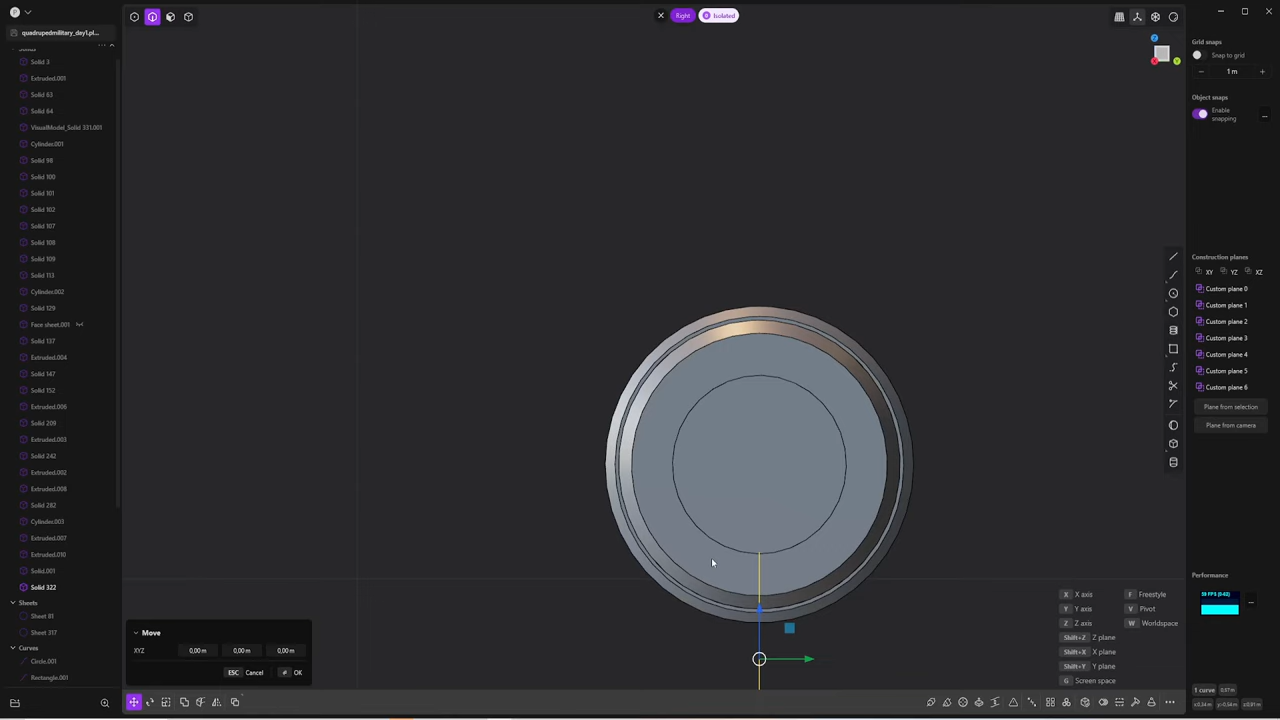 quadrupedmilitary_day1.pl...
Right
Isolated
Solids
Solid 3
Extruded.001
Solid 63
Solid 64
VisualModel_Solid 331.001
Cylinder.001
Solid 98
Solid 100
Solid 101
Solid 102
Solid 107
Solid 108
Solid 109
Solid 113
Cylinder.002
Solid 129
Face sheet.001
Solid 137
Extruded.004
Solid 147
Solid 152
Extruded.006
Solid 209
Extruded.003
Solid 242
Extruded.002
Extruded.008
Solid 282
Cylinder.003
Extruded.007
Extruded.010
Solid.001
Solid 322
Sheets
Sheet 81
Sheet 317
Curves
Circle.001
Rectangle.001
Move
XYZ 0,00 m 0,00 m 0,00 m
ESC Cancel OK
X X axis F Freestyle
Y Y axis V Pivot
Z Z axis W Worldspace
Shift+Z Z plane
Shift+X X plane
Shift+Y Y plane
G Screen space
Z
X Y
Grid snaps
Snap to grid
1 m
Object snaps
Enable
snapping
Construction planes
XY YZ XZ
Custom plane 0
Custom plane 1
Custom plane 2
Custom plane 3
Custom plane 4
Custom plane 5
Custom plane 6
Plane from selection
Plane from camera
Performance
1 curve